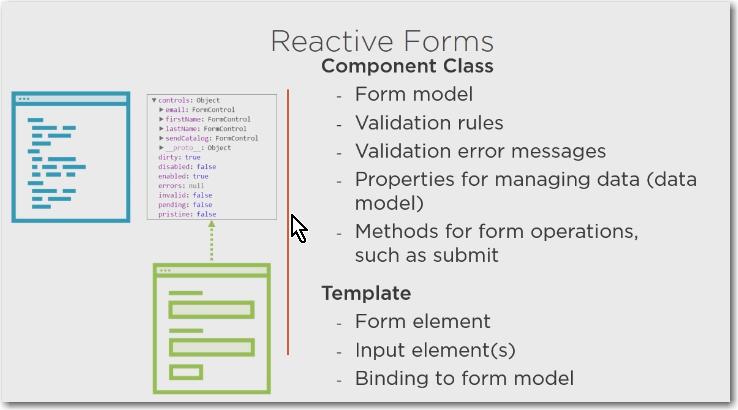 Reactive Forms
▼ controls: Object
▶ email: FormControl
▶ firstName: FormControl
▶ lastName: FormControl
▶ sendCatalog: FormControl
▶ __proto__: Object
dirty: true
disabled: false
enabled: true
errors: null
invalid: false
pending: false
pristine: false
Component Class
- Form model
- Validation rules
- Validation error messages
- Properties for managing data (data
model)
- Methods for form operations,
such as submit
Template
- Form element
- Input element(s)
- Binding to form model